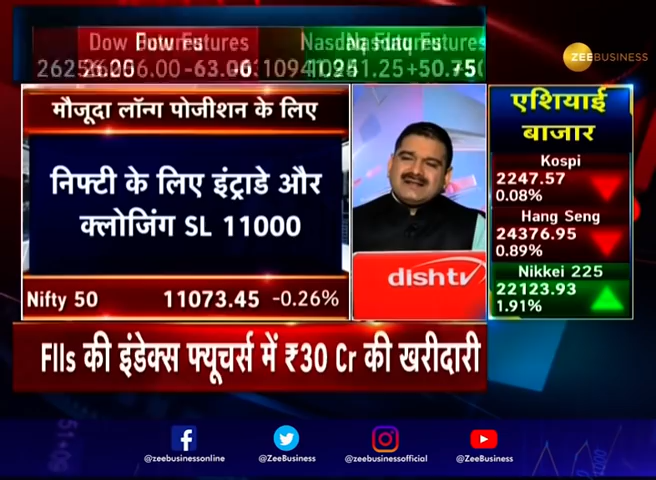 ZEEBUSINESS
मौजूदा लॉन्ग पोजीशन के लिए
निफ्टी के लिए इंट्राडे और
क्लोजिंग SL 11000
Nifty 50 11073.45 -0.26%
dishtv
एशियाई
बाजार
Kospi
2247.57
0.08%
Hang Seng
24376.95
0.89%
Nikkei 225
22123.93
1.91%
FIIs की इंडेक्स फ्यूचर्स में ₹30 Cr की खरीदारी
@zeebusinessonline
@ZeeBusiness
@zeebusinessofficial
@ZeeBusiness